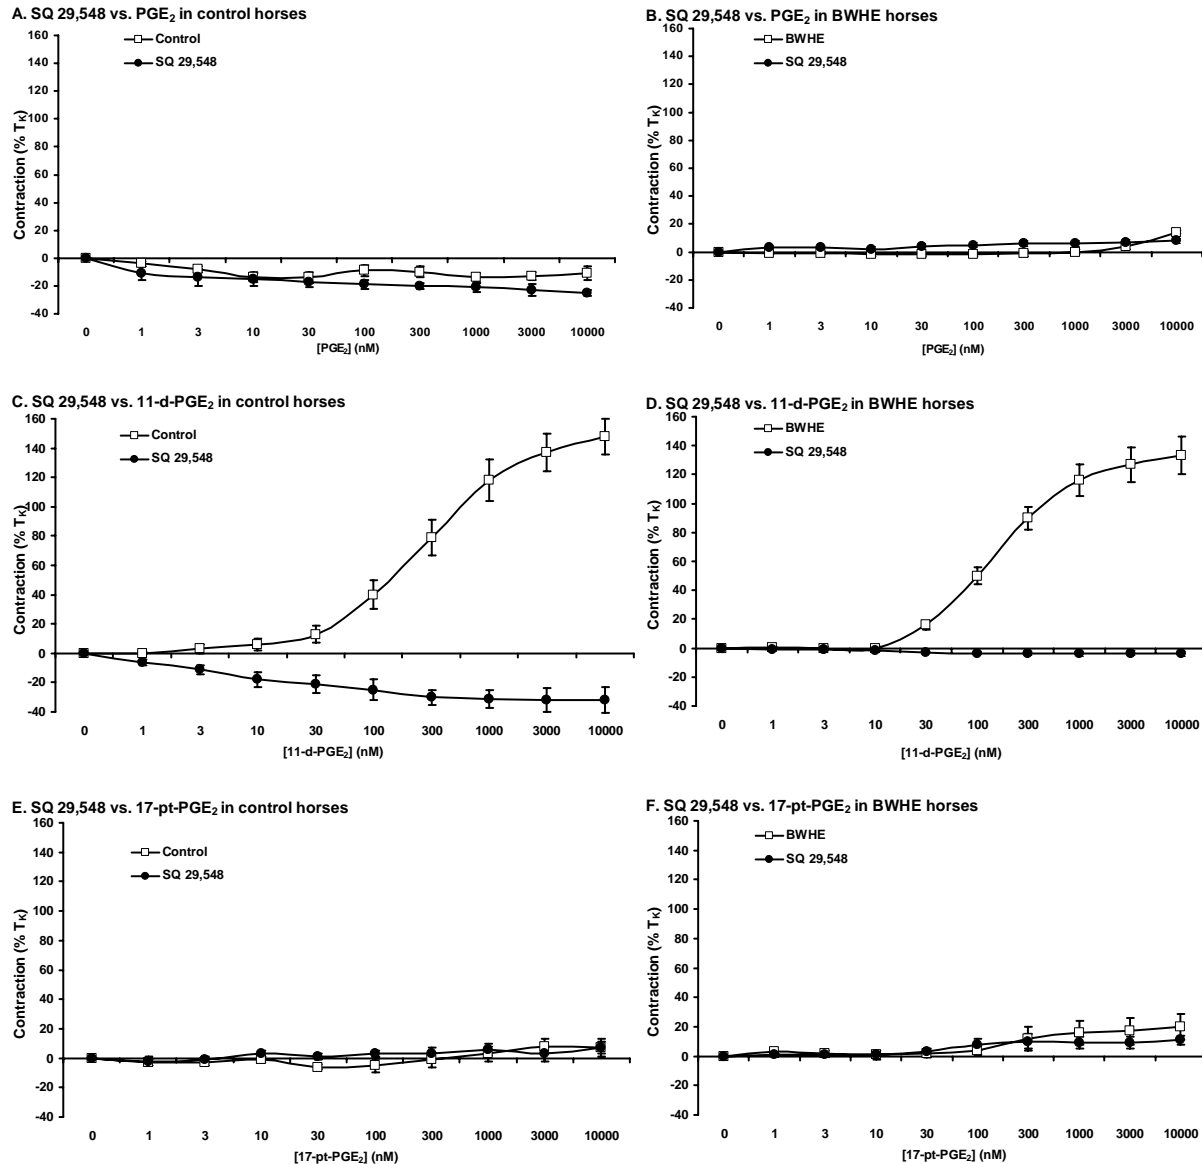 A. SQ 29,548 vs. PGE2 in control horses
Control
SQ 29,548
Contraction (% TK)
160
140
120
100
80
60
40
20
0
-20
-40
0 1 3 10 30 100 300 1000 3000 10000
[PGE2] (nM)
B. SQ 29,548 vs. PGE2 in BWHE horses
BWHE
SQ 29,548
Contraction (% TK)
160
140
120
100
80
60
40
20
0
-20
-40
0 1 3 10 30 100 300 1000 3000 10000
[PGE2] (nM)
C. SQ 29,548 vs. 11-d-PGE2 in control horses
Control
SQ 29,548
Contraction (% TK)
160
140
120
100
80
60
40
20
0
-20
-40
0 1 3 10 30 100 300 1000 3000 10000
[11-d-PGE2] (nM)
D. SQ 29,548 vs. 11-d-PGE2 in BWHE horses
BWHE
SQ 29,548
Contraction (% TK)
160
140
120
100
80
60
40
20
0
-20
-40
0 1 3 10 30 100 300 1000 3000 10000
[11-d-PGE2] (nM)
E. SQ 29,548 vs. 17-pt-PGE2 in control horses
Control
SQ 29,548
Contraction (% TK)
160
140
120
100
80
60
40
20
0
-20
-40
0 1 3 10 30 100 300 1000 3000 10000
[17-pt-PGE2] (nM)
F. SQ 29,548 vs. 17-pt-PGE2 in BWHE horses
BWHE
SQ 29,548
Contraction (% TK)
160
140
120
100
80
60
40
20
0
-20
-40
0 1 3 10 30 100 300 1000 3000 10000
[17-pt-PGE2] (nM)